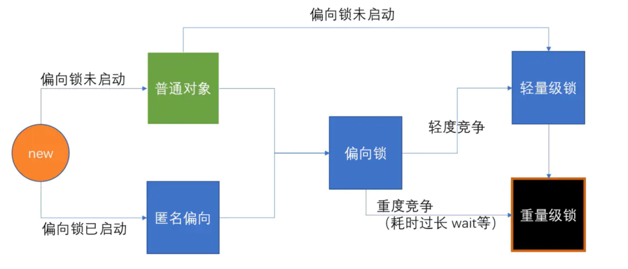 偏向锁未启动
偏向锁未启动
普通对象
轻量级锁
new
偏向锁
轻度竞争
匿名偏向
偏向锁已启动
重度竞争
（耗时过长 wait等）
重量级锁